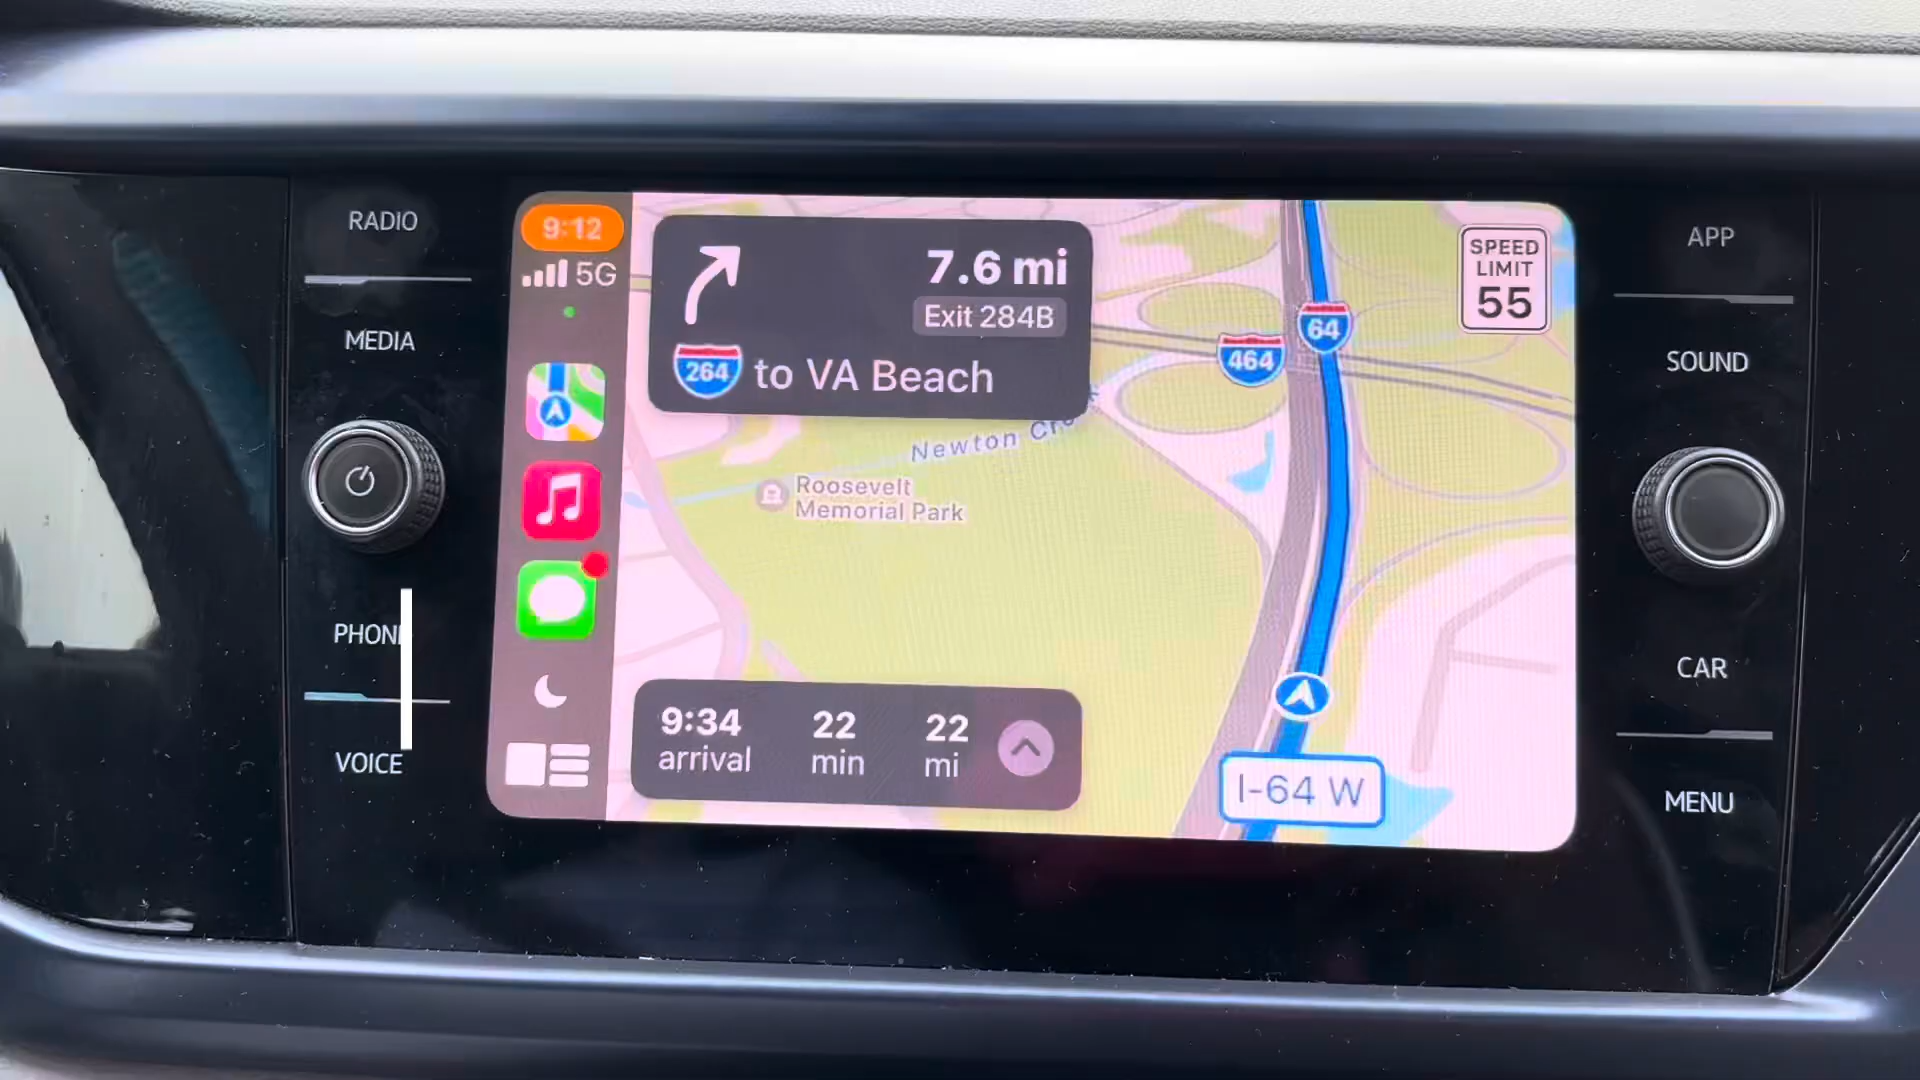 RADIO
MEDIA
PHON
VOICE
9:12
5G
7.6 mi
Exit 284B
264 to VA Beach
Newton
Roosevelt
Memorial Park
464
64
SPEED
LIMIT
55
9:34
arrival
22
min
22
mi
I-64 W
APP
SOUND
CAR
MENU